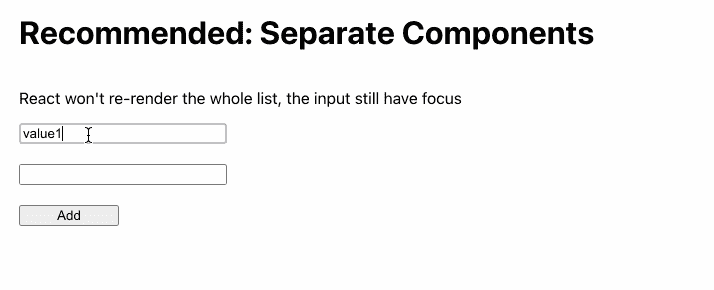 Recommended: Separate Components
React won't re-render the whole list, the input still have focus
value1
Add